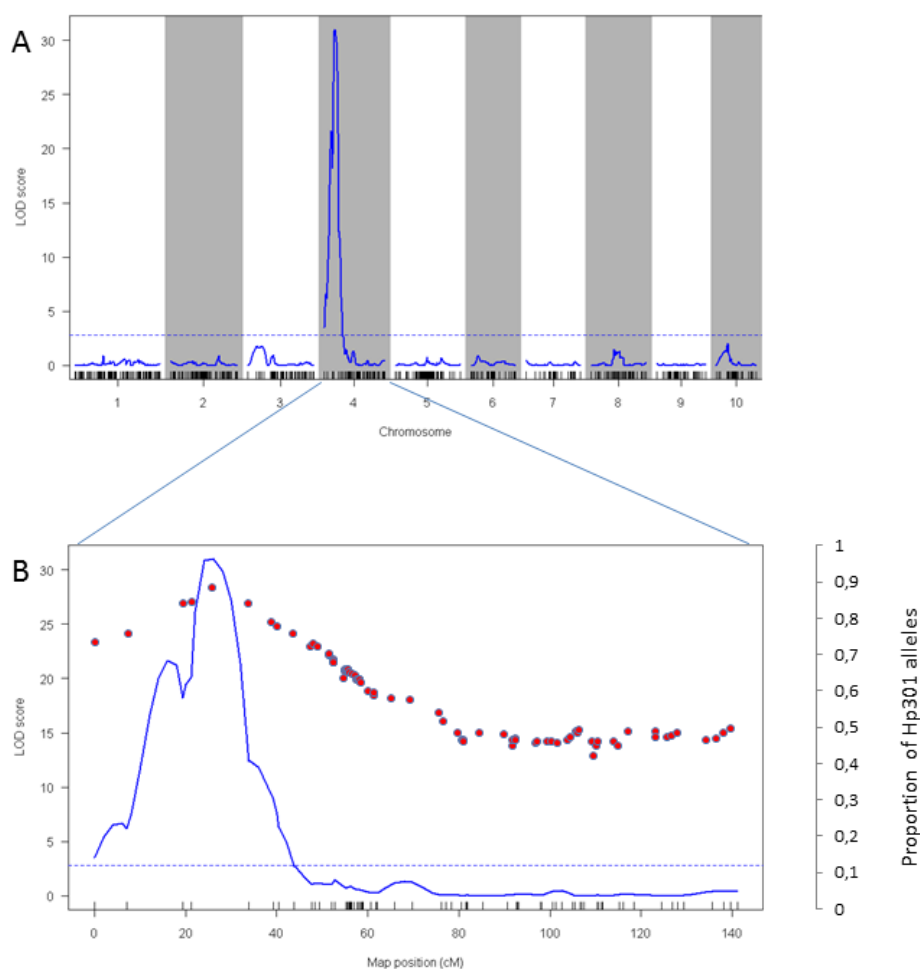 A
30
25
20
15
10
5
0
LOD score
1 2 3 4 5 6 7 8 9 10
Chromosome
B
30
25
20
15
10
5
0
LOD score
0 20 40 60 80 100 120 140
Map position (cM)
1
0,9
0,8
0,7
0,6
0,5
0,4
0,3
0,2
0,1
0
Proportion of Hp301 alleles